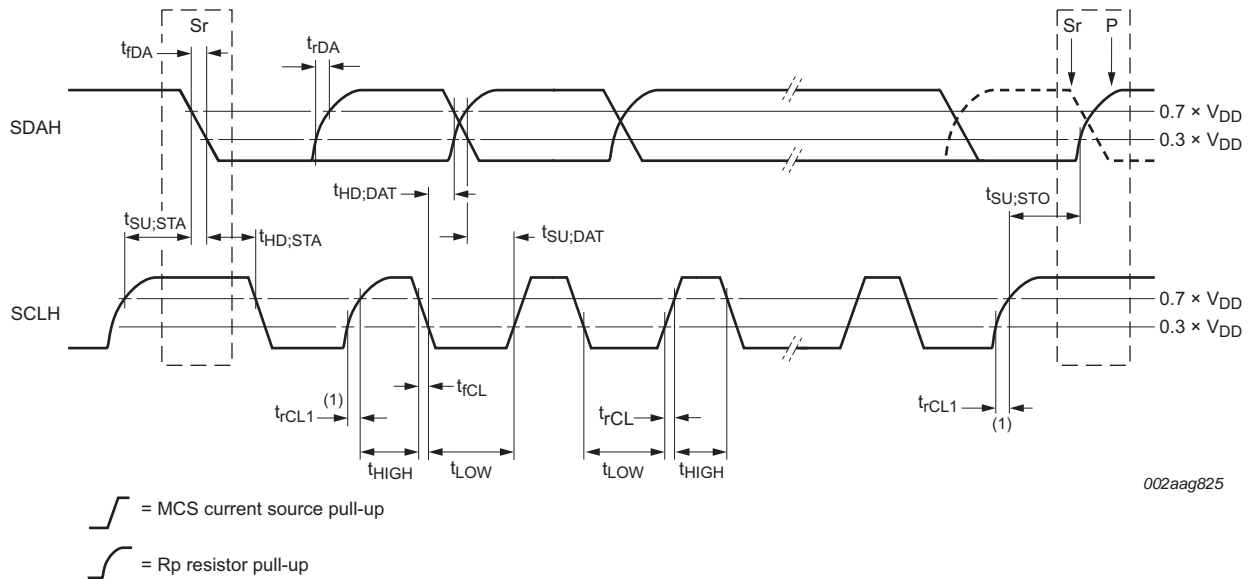 Sr
Sr
P
tfDA
trDA
SDAH
0.7 × VDD
0.3 × VDD
tHD;DAT
tSU;STO
tSU;STA
tHD;STA
tSU;DAT
SCLH
0.7 × VDD
0.3 × VDD
tfCL
trCL1
(1)
trCL
trCL1
(1)
tHIGH
tLOW
tLOW
tHIGH
002aag825
= MCS current source pull-up
= Rp resistor pull-up